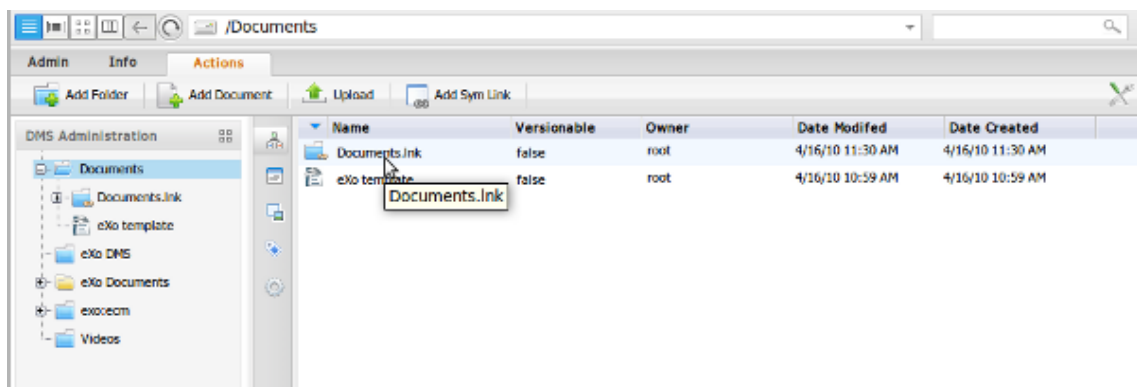 /Documents
Admin Info Actions
Add Folder Add Document Upload Add Sym Link
DMS Administration
Documents
Documents.lnk
eXo template
eXo DMS
eXo Documents
exo:ecm
Videos
Name Versionable Owner Date Modifed Date Created
Documents.lnk false root 4/16/10 11:30 AM 4/16/10 11:30 AM
eXo template false root 4/16/10 10:59 AM 4/16/10 10:59 AM
Documents.lnk